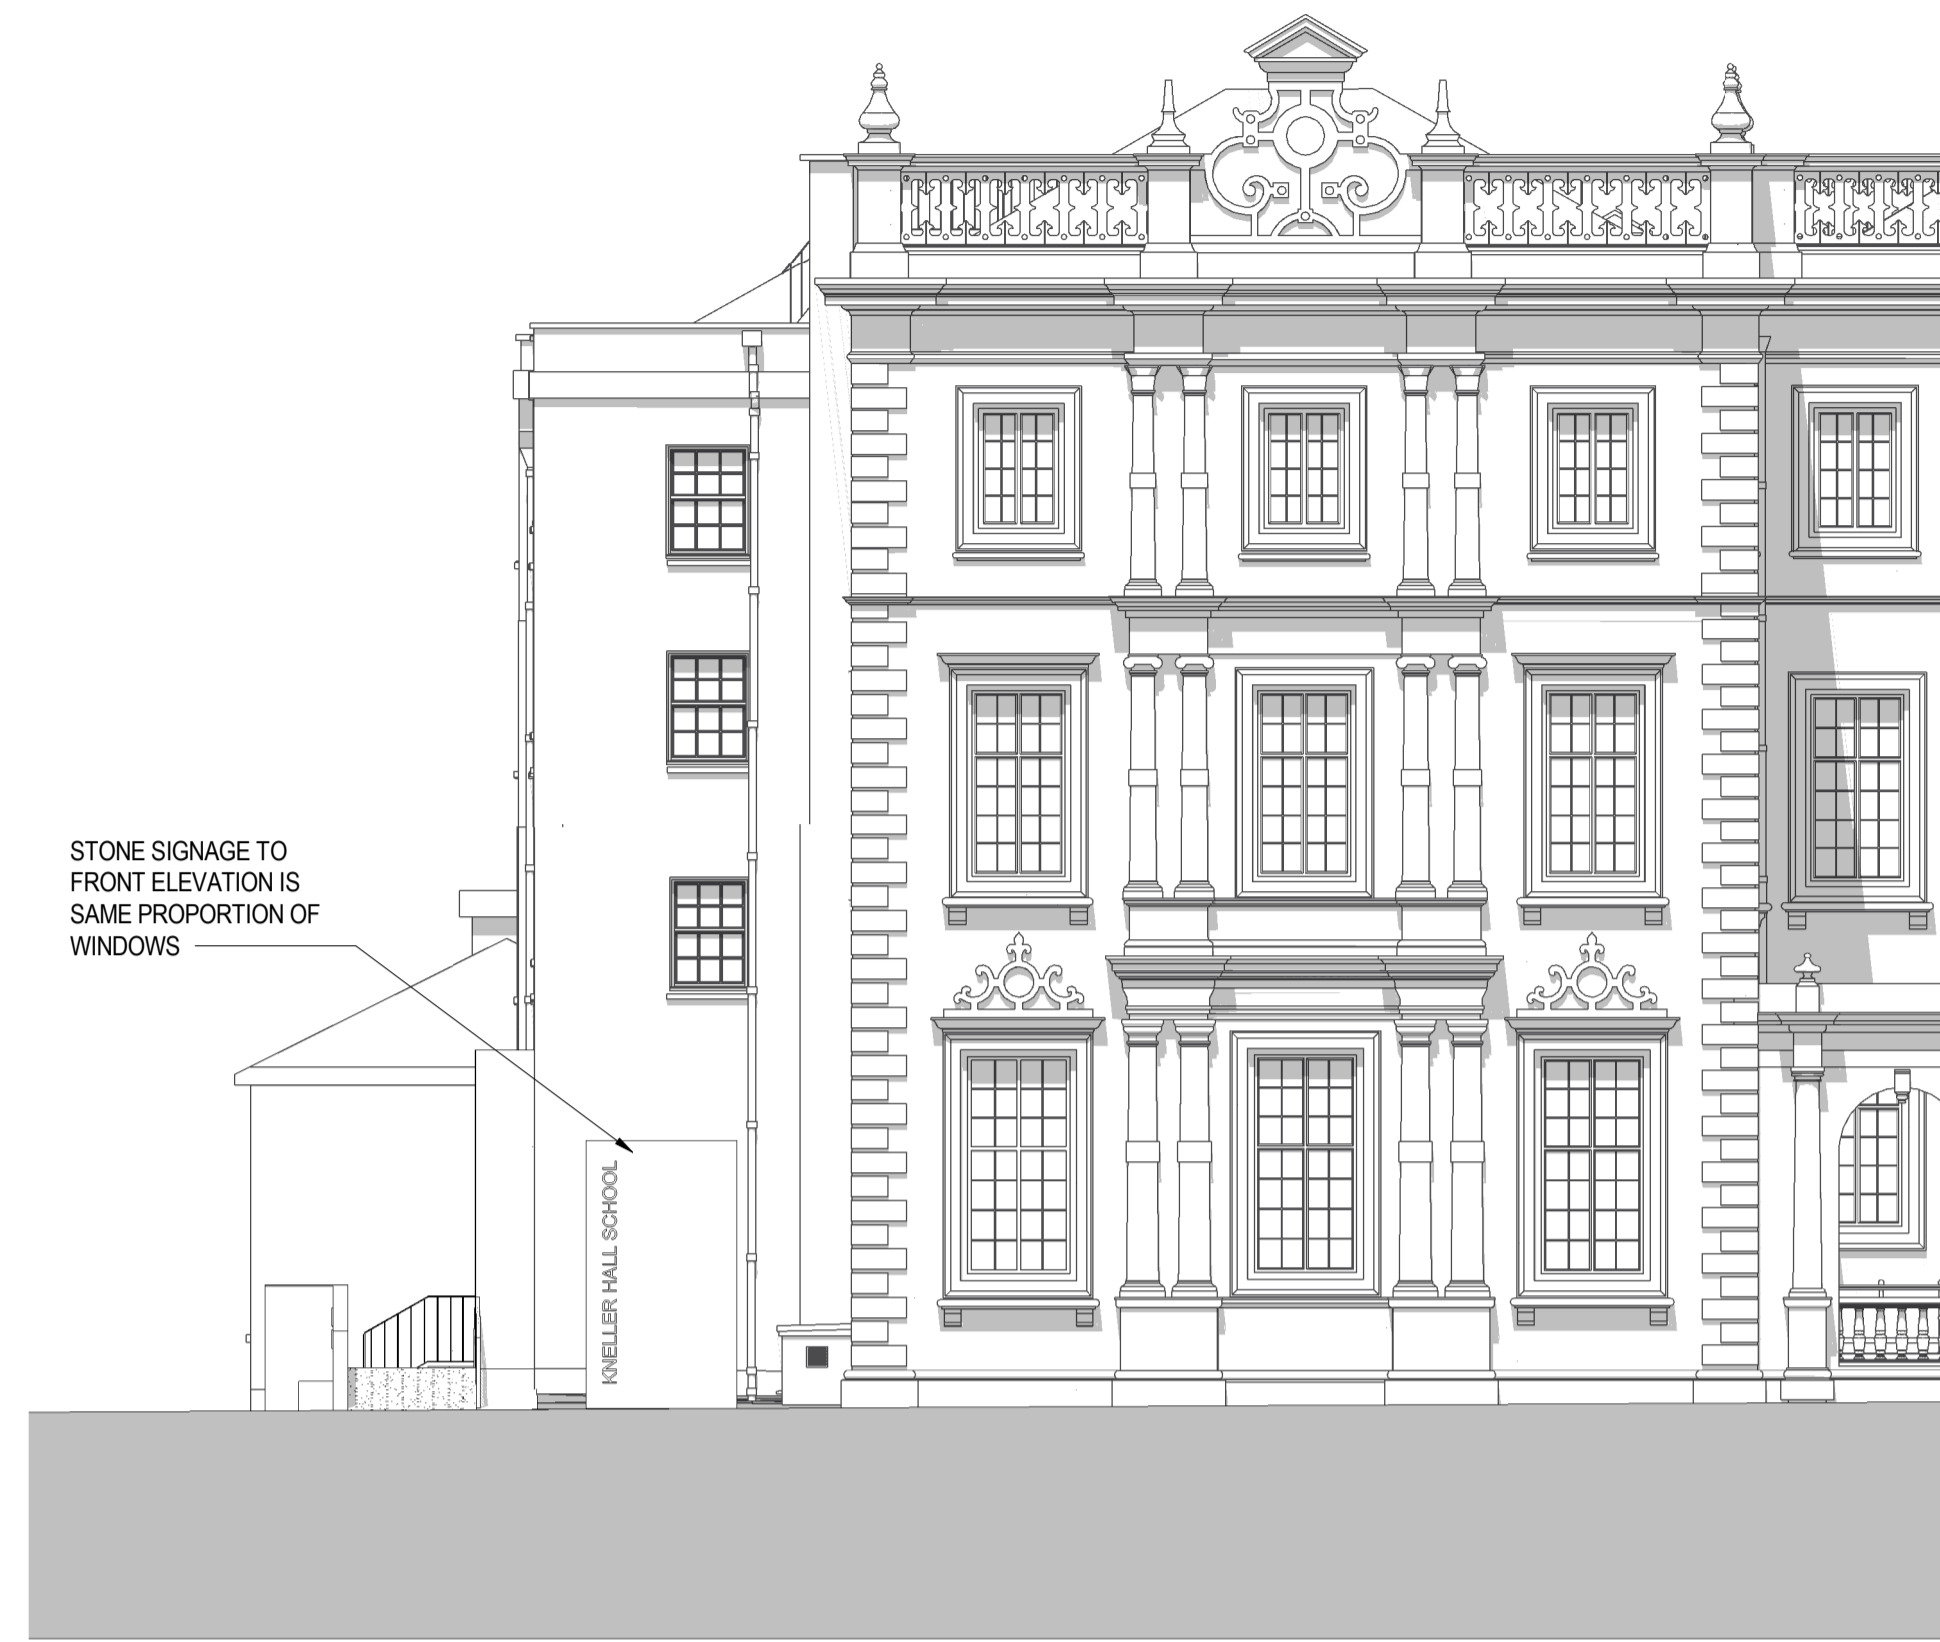 STONE SIGNAGE TO
FRONT ELEVATION IS
SAME PROPORTION OF
WINDOWS
KNELLER HALL SCHOOL